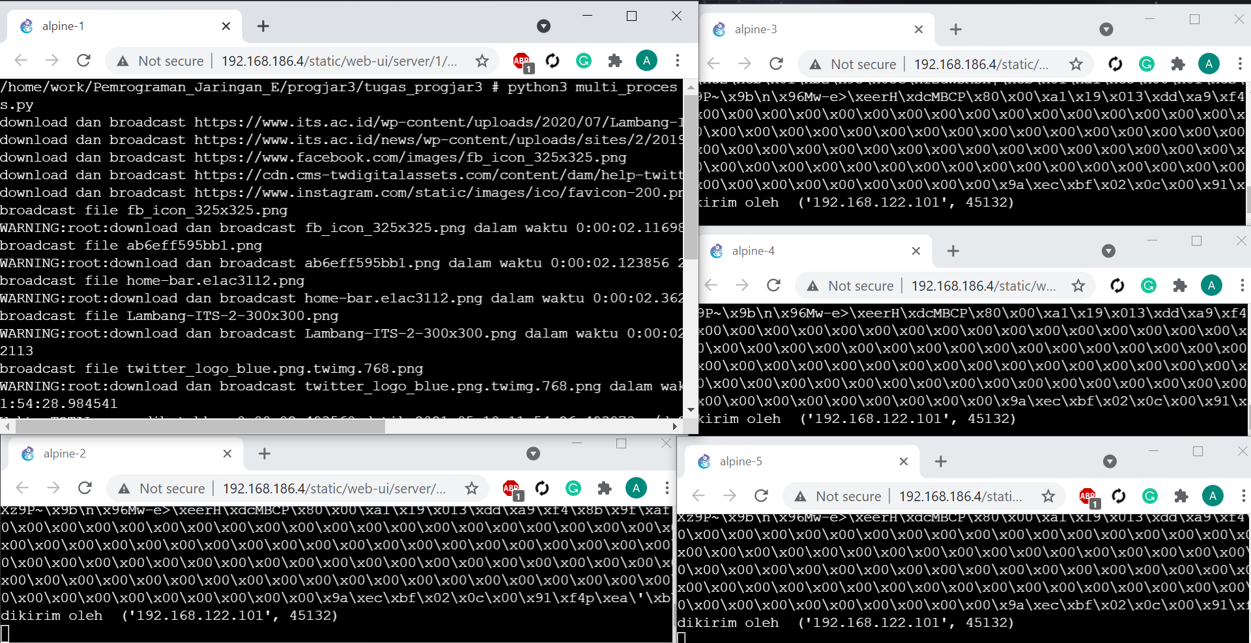 alpine-1
Not secure | 192.168.186.4/static/web-ui/server/1/...
ABP
1
A
/home/work/Pemrograman_Jaringan_E/progjar3/tugas_progjar3 # python3 multi_proces
s.py
download dan broadcast https://www.its.ac.id/wp-content/uploads/2020/07/Lambang-I
download dan broadcast https://www.its.ac.id/news/wp-content/uploads/sites/2/2019
download dan broadcast https://www.facebook.com/images/fb_icon_325x325.png
download dan broadcast https://cdn.cms-twdigitalassets.com/content/dam/help-twitt
download dan broadcast https://www.instagram.com/static/images/ico/favicon-200.pn
broadcast file fb_icon_325x325.png
WARNING:root:download dan broadcast fb_icon_325x325.png dalam waktu 0:00:02.11698
broadcast file ab6eff595bb1.png
WARNING:root:download dan broadcast ab6eff595bb1.png dalam waktu 0:00:02.123856 2
broadcast file home-bar.e1ac3112.png
WARNING:root:download dan broadcast home-bar.e1ac3112.png dalam waktu 0:00:02.362
broadcast file Lambang-ITS-2-300x300.png
WARNING:root:download dan broadcast Lambang-ITS-2-300x300.png dalam waktu 0:00:02
2113
broadcast file twitter_logo_blue.png.twimg.768.png
WARNING:root:download dan broadcast twitter_logo_blue.png.twimg.768.png dalam wak
1:54:28.984541
alpine-3
Not secure | 192.168.186.4/static/...
A
9P~\x9b\n\x96Mw-e>\xeerH\xdcMBCP\x80\x00\xa1\x19\x013\xdd\xa9\xf4
x00\x00\x00\x00\x00\x00\x00\x00\x00\x00\x00\x00\x00\x00\x00\x00\
x00\x00\x00\x00\x00\x00\x00\x00\x00\x00\x00\x00\x00\x00\x00\x00\
x00\x00\x00\x00\x00\x00\x00\x00\x00\x00\x00\x00\x00\x00\x00\x00\
x00\x00\x00\x00\x00\x00\x00\x00\x00\x00\x00\x00\x00\x00\x00\x00\
x00\x00\x00\x00\x00\x00\x00\x00\x00\x9a\xec\xbf\x02\x0c\x00\x91\x
kirim oleh  ('192.168.122.101', 45132)
alpine-4
Not secure | 192.168.186.4/static/w...
A
9P~\x9b\n\x96Mw-e>\xeerH\xdcMBCP\x80\x00\xa1\x19\x013\xdd\xa9\xf4
x00\x00\x00\x00\x00\x00\x00\x00\x00\x00\x00\x00\x00\x00\x00\x00\
x00\x00\x00\x00\x00\x00\x00\x00\x00\x00\x00\x00\x00\x00\x00\x00\
x00\x00\x00\x00\x00\x00\x00\x00\x00\x00\x00\x00\x00\x00\x00\x00\
x00\x00\x00\x00\x00\x00\x00\x00\x00\x00\x00\x00\x00\x00\x00\x00\
x00\x00\x00\x00\x00\x00\x00\x00\x00\x9a\xec\xbf\x02\x0c\x00\x91\x
kirim oleh  ('192.168.122.101', 45132)
alpine-2
Not secure | 192.168.186.4/static/web-ui/server/...
ABP
1
A
xz9P~\x9b\n\x96Mw-e>\xeerH\xdcMBCP\x80\x00\xa1\x19\x013\xdd\xa9\xf4\x8b\x9f\xaf
0\x00\x00\x00\x00\x00\x00\x00\x00\x00\x00\x00\x00\x00\x00\x00\x00\x00\x00\x00\
x00\x00\x00\x00\x00\x00\x00\x00\x00\x00\x00\x00\x00\x00\x00\x00\x00\x00\x00\x0
0\x00\x00\x00\x00\x00\x00\x00\x00\x00\x00\x00\x00\x00\x00\x00\x00\x00\x00\x00\
0\x00\x00\x00\x00\x00\x00\x00\x00\x00\x00\x00\x00\x00\x00\x00\x00\x00\x00\x00\
0\x00\x00\x00\x00\x00\x00\x00\x00\x00\x9a\xec\xbf\x02\x0c\x00\x91\xf4p\xea\'\xb
dikirim oleh  ('192.168.122.101', 45132)
alpine-5
Not secure | 192.168.186.4/stati...
ABP
1
A
xz9P~\x9b\n\x96Mw-e>\xeerH\xdcMBCP\x80\x00\xa1\x19\x013\xdd\xa9\xf4
0\x00\x00\x00\x00\x00\x00\x00\x00\x00\x00\x00\x00\x00\x00\x00\x00\x0
x00\x00\x00\x00\x00\x00\x00\x00\x00\x00\x00\x00\x00\x00\x00\x00\x00
0\x00\x00\x00\x00\x00\x00\x00\x00\x00\x00\x00\x00\x00\x00\x00\x00\x0
0\x00\x00\x00\x00\x00\x00\x00\x00\x00\x00\x00\x00\x00\x00\x00\x00\x0
0\x00\x00\x00\x00\x00\x00\x00\x00\x00\x9a\xec\xbf\x02\x0c\x00\x91\xf
dikirim oleh  ('192.168.122.101', 45132)